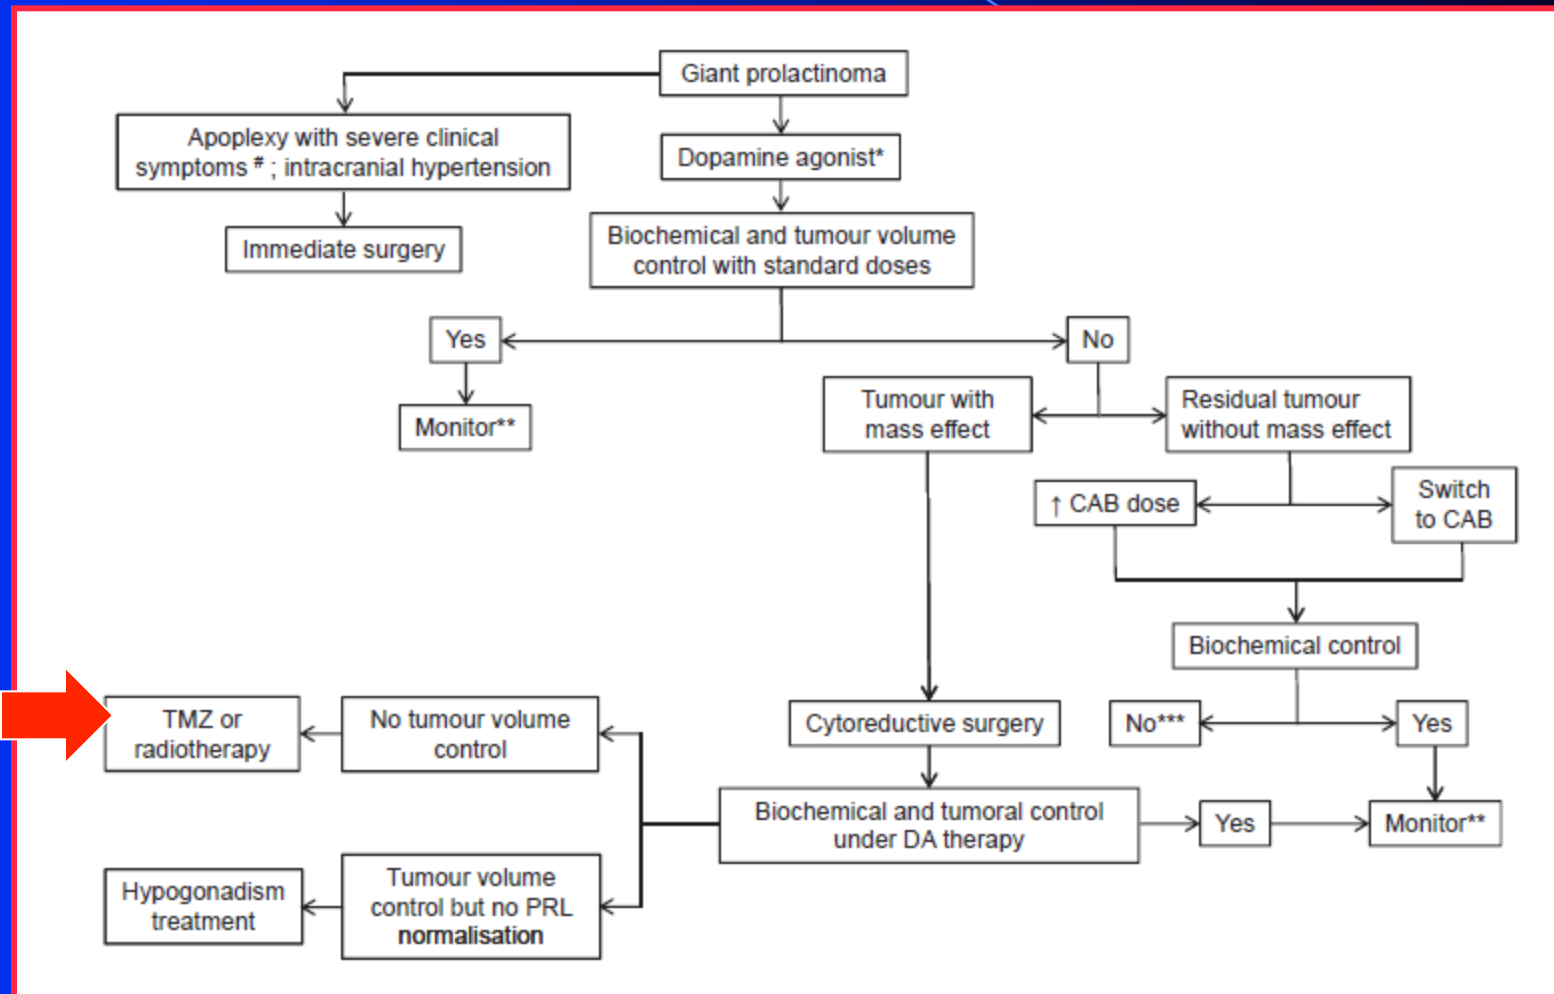 Giant prolactinoma
Apoplexy with severe clinical
symptoms # ; intracranial hypertension
Dopamine agonist*
Immediate surgery
Biochemical and tumour volume
control with standard doses
Yes
No
Monitor**
Tumour with
mass effect
Residual tumour
without mass effect
↑ CAB dose
Switch
to CAB
Biochemical control
TMZ or
radiotherapy
No tumour volume
control
Cytoreductive surgery
No***
Yes
Biochemical and tumoral control
under DA therapy
Yes
Monitor**
Hypogonadism
treatment
Tumour volume
control but no PRL
normalisation